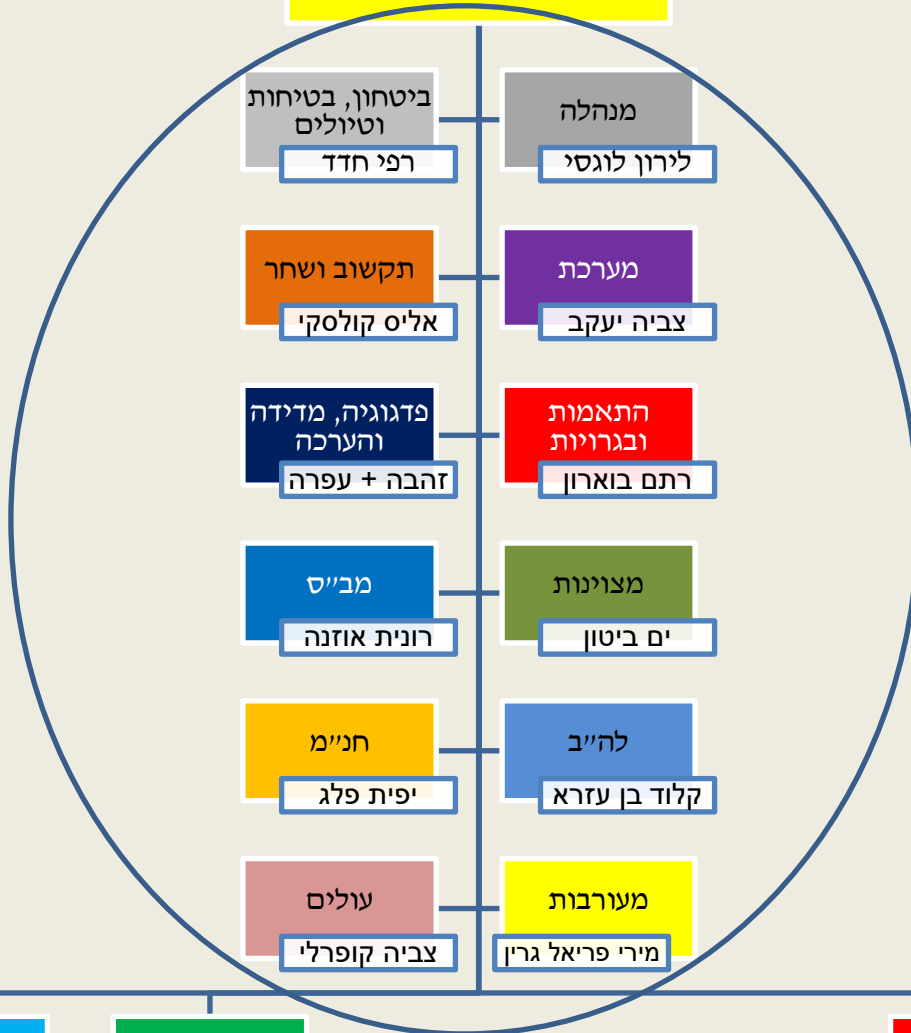 מנהלה
לירון לוגסי
ביטחון, בטיחות
וטיולים
רפי חדד
מערכת
צביה יעקב
תקשוב ושחר
אליס קולסקי
התאמות
ובגרויות
רתם בוארון
פדגוגיה, מדידה
והערכה
זהבה + עפרה
מצוינות
ים ביטון
מב״ס
רונית אוזנה
לה״ב
קלוד בן עזרא
חנ״מ
יפית פלג
מעורבות
מירי פריאל גרין
עולים
צביה קופרלי